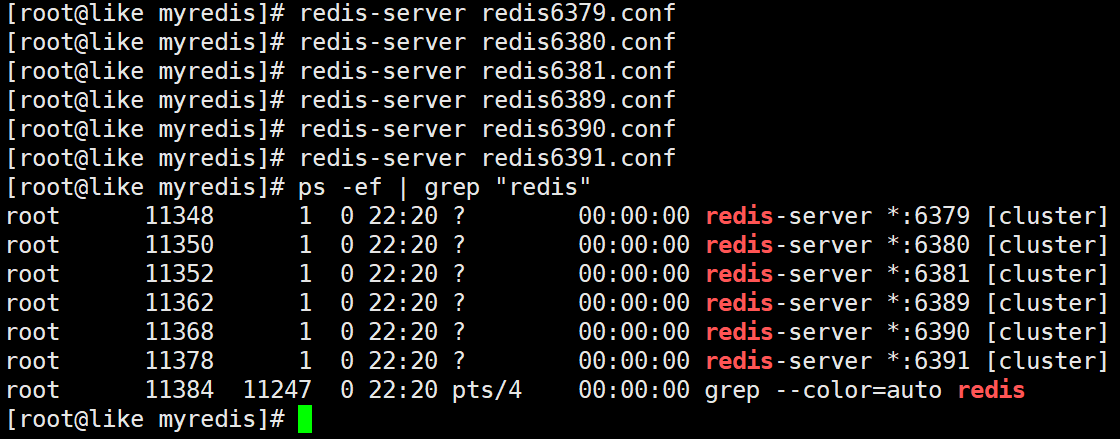 [root@like myredis]# redis-server redis6379.conf
[root@like myredis]# redis-server redis6380.conf
[root@like myredis]# redis-server redis6381.conf
[root@like myredis]# redis-server redis6389.conf
[root@like myredis]# redis-server redis6390.conf
[root@like myredis]# redis-server redis6391.conf
[root@like myredis]# ps -ef | grep "redis"
root      11348      1  0 22:20 ?        00:00:00 redis-server *:6379 [cluster]
root      11350      1  0 22:20 ?        00:00:00 redis-server *:6380 [cluster]
root      11352      1  0 22:20 ?        00:00:00 redis-server *:6381 [cluster]
root      11362      1  0 22:20 ?        00:00:00 redis-server *:6389 [cluster]
root      11368      1  0 22:20 ?        00:00:00 redis-server *:6390 [cluster]
root      11378      1  0 22:20 ?        00:00:00 redis-server *:6391 [cluster]
root      11384  11247  0 22:20 pts/4    00:00:00 grep --color=auto redis
[root@like myredis]#